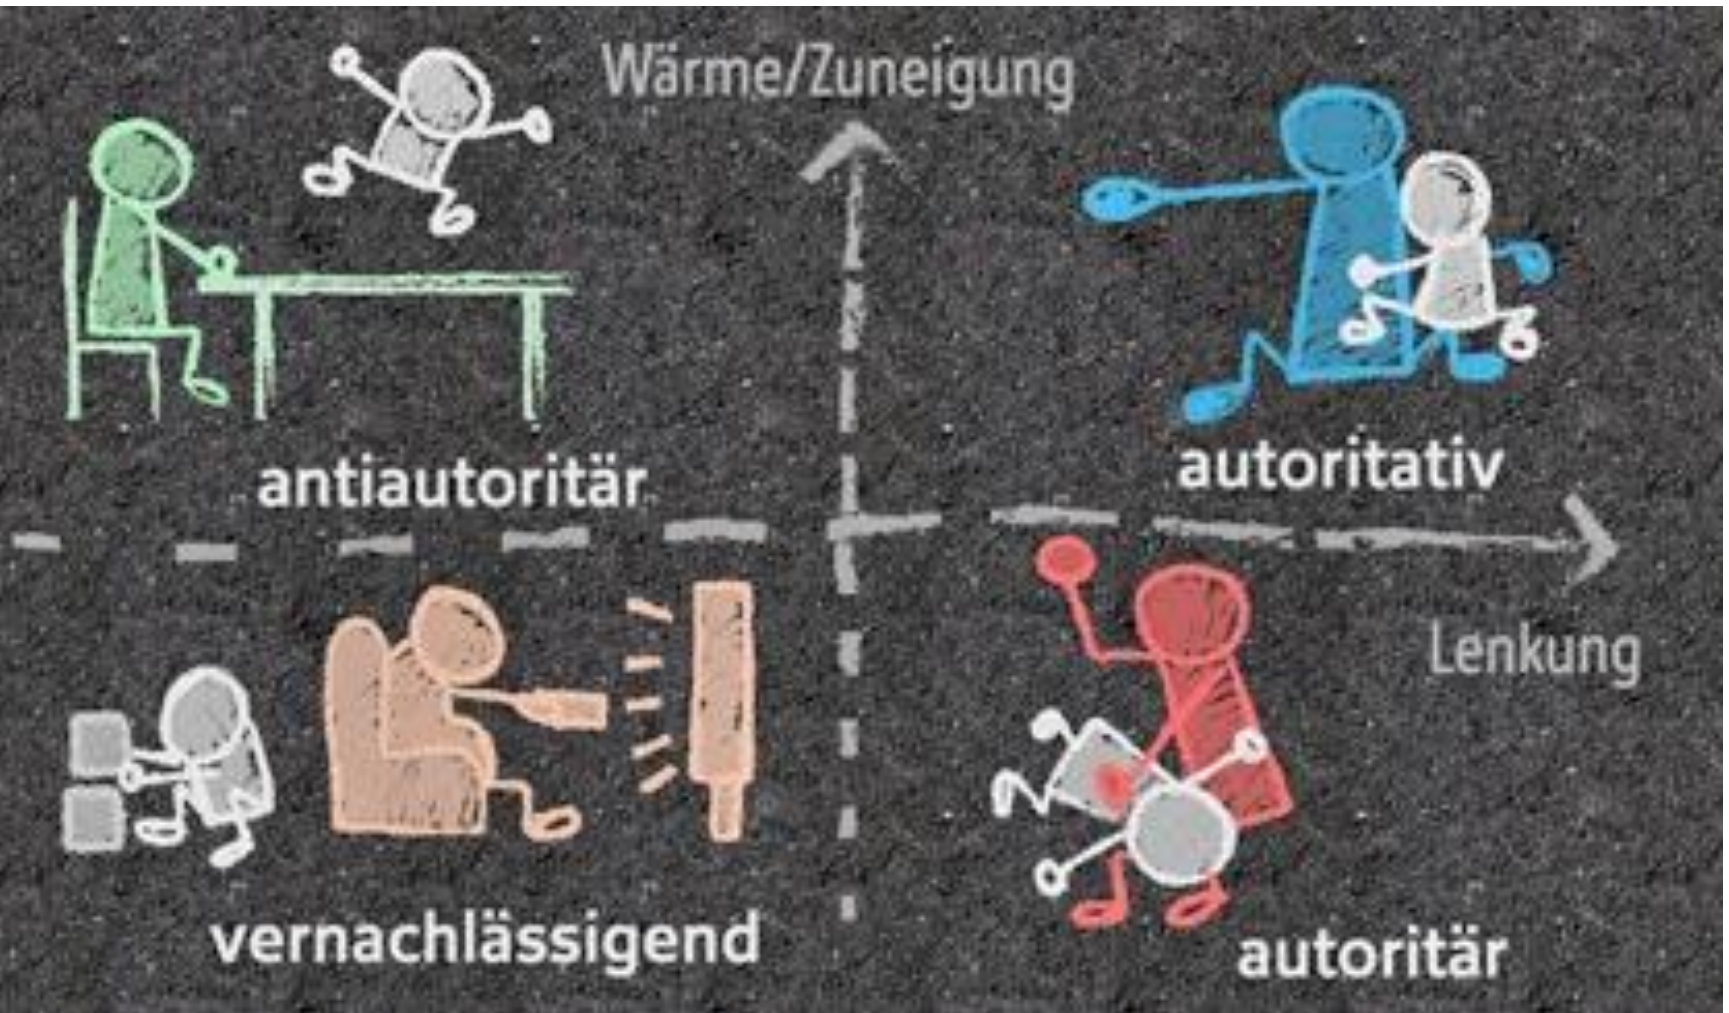 Wärme/Zuneigung
antiautoritär
autoritativ
Lenkung
vernachlässigend
autoritär